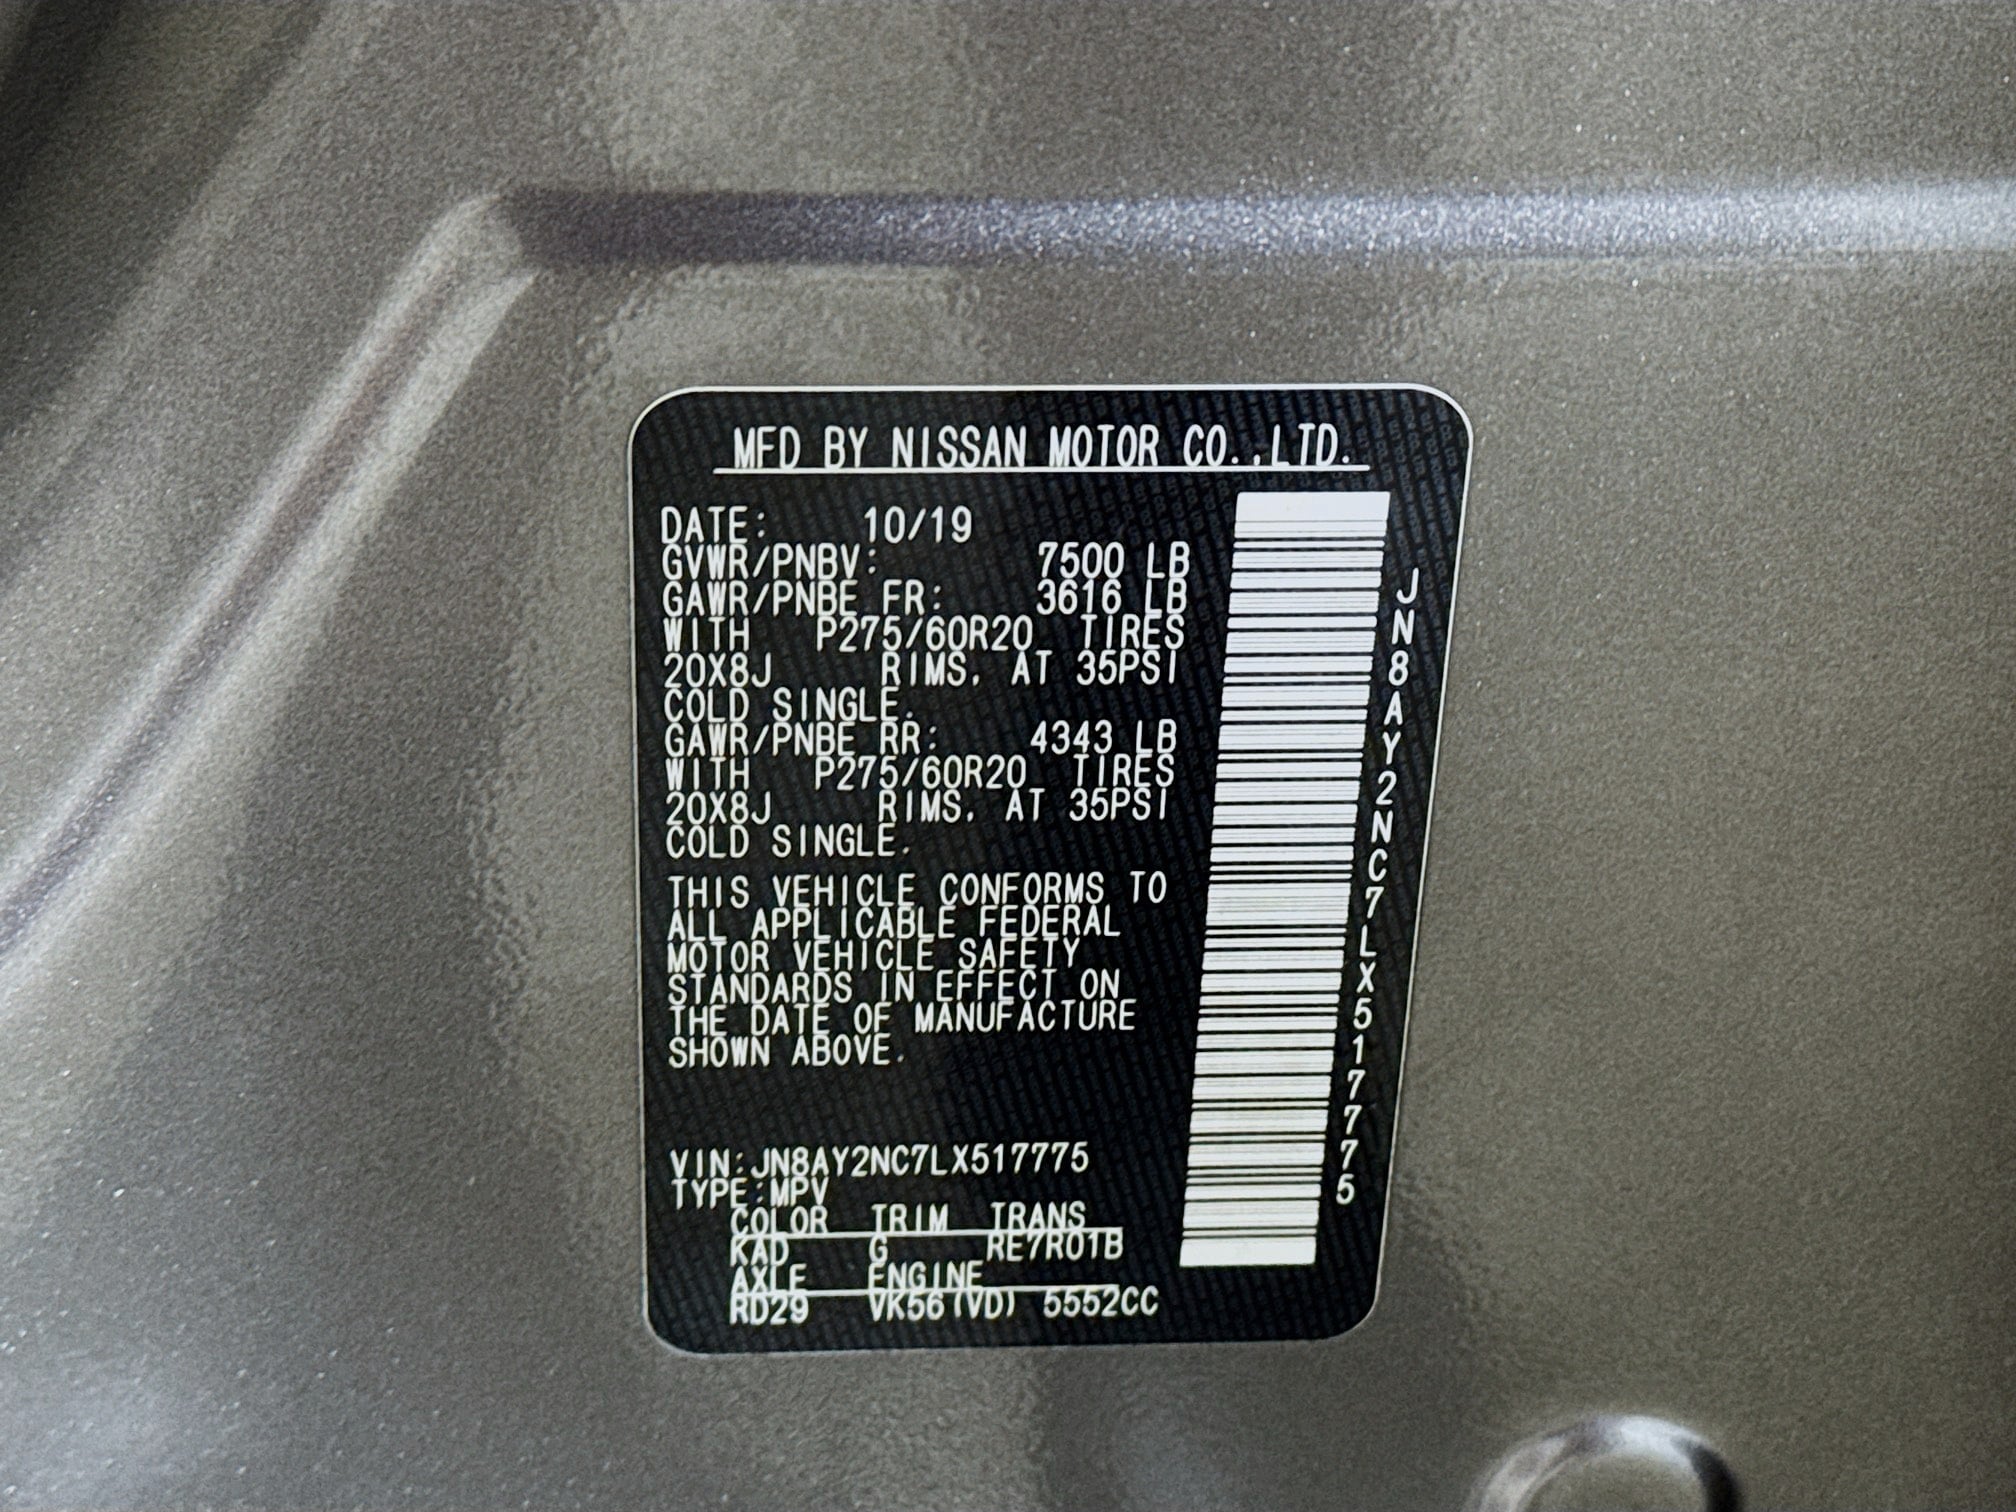 MFD BY NISSAN MOTOR CO.,LTD.
DATE: 10/19
GVWR/PNBV: 7500 LB
GAWR/PNBE FR: 3616 LB
WITH P275/60R20 TIRES
20X8J RIMS, AT 35PSI
COLD SINGLE.
GAWR/PNBE RR: 4343 LB
WITH P275/60R20 TIRES
20X8J RIMS, AT 35PSI
COLD SINGLE.
THIS VEHICLE CONFORMS TO
ALL APPLICABLE FEDERAL
MOTOR VEHICLE SAFETY
STANDARDS IN EFFECT ON
THE DATE OF MANUFACTURE
SHOWN ABOVE.
VIN:JN8AY2NC7LX517775
TYPE:MPV
COLOR TRIM TRANS
KAD G RE7R01B
AXLE ENGINE
RD29 VK56(VD) 5552CC
JN8AY2NC7LX517775